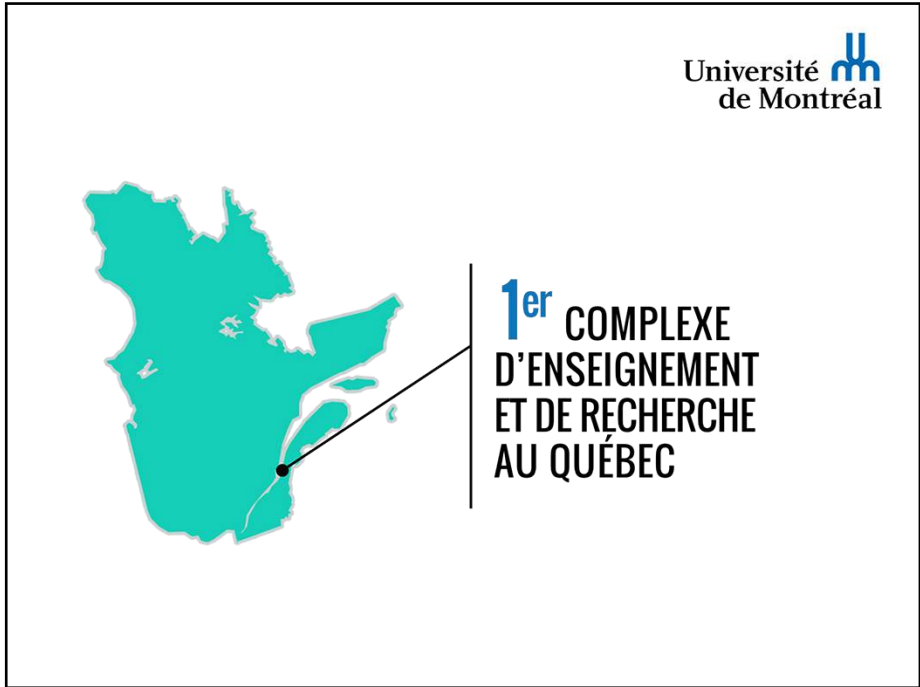 Université
de Montréal
1er COMPLEXE
D'ENSEIGNEMENT
ET DE RECHERCHE
AU QUÉBEC